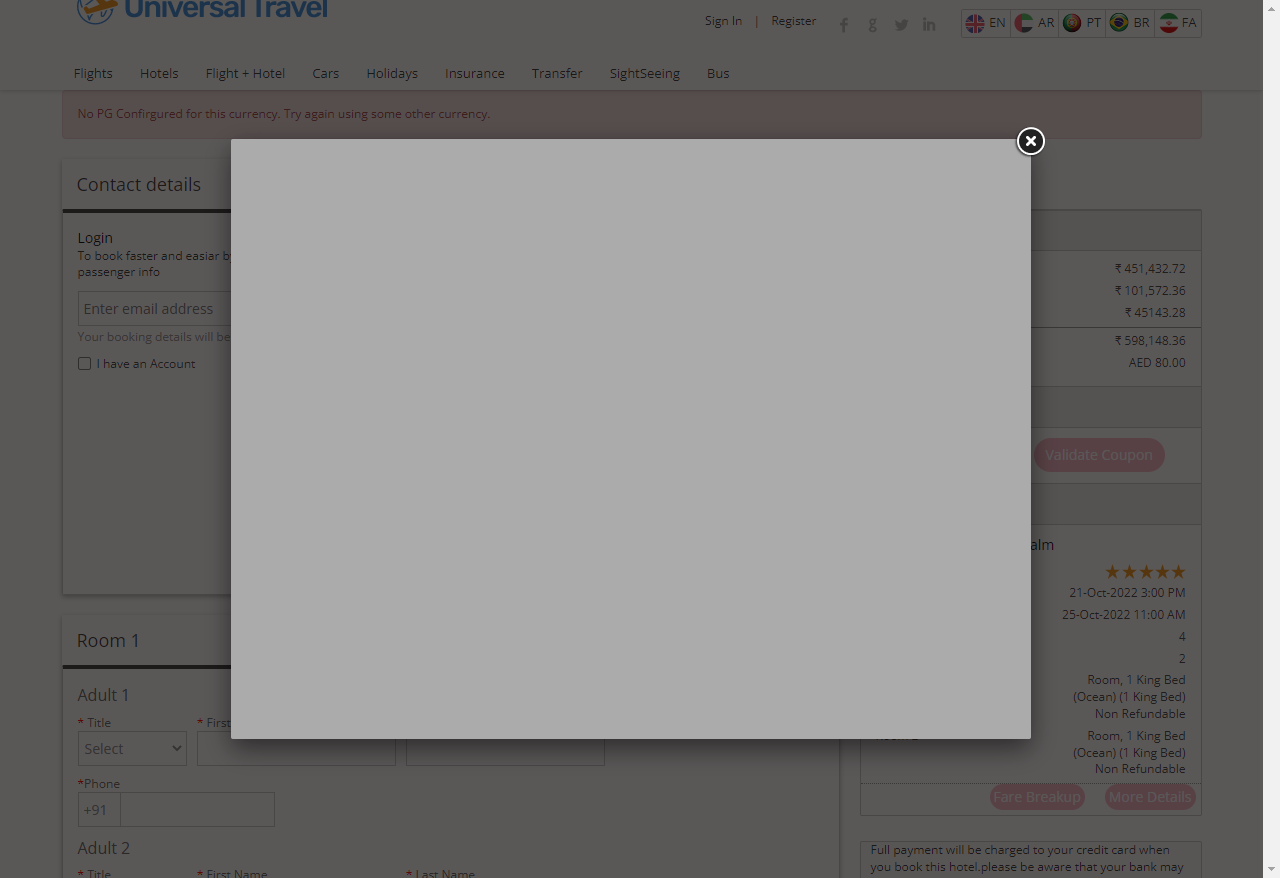 Universal Travel
Sign In | Register
EN AR PT BR FA
Flights Hotels Flight + Hotel Cars Holidays Insurance Transfer SightSeeing Bus
No PG Confirgured for this currency. Try again using some other currency.
Contact details
Login
To book faster and easiar b
passenger info
Enter email address
Your booking details will be
I have an Account
₹ 451,432.72
₹ 101,572.36
₹ 45143.28
₹ 598,148.36
AED 80.00
Validate Coupon
alm
21-Oct-2022 3:00 PM
25-Oct-2022 11:00 AM
4
2
Room, 1 King Bed
(Ocean) (1 King Bed)
Non Refundable
Room, 1 King Bed
(Ocean) (1 King Bed)
Non Refundable
Fare Breakup More Details
Full payment will be charged to your credit card when
you book this hotel.please be aware that your bank may
Room 1
Adult 1
* Title * First
Select
*Phone
+91
Adult 2
* Title * First Name * Last Name